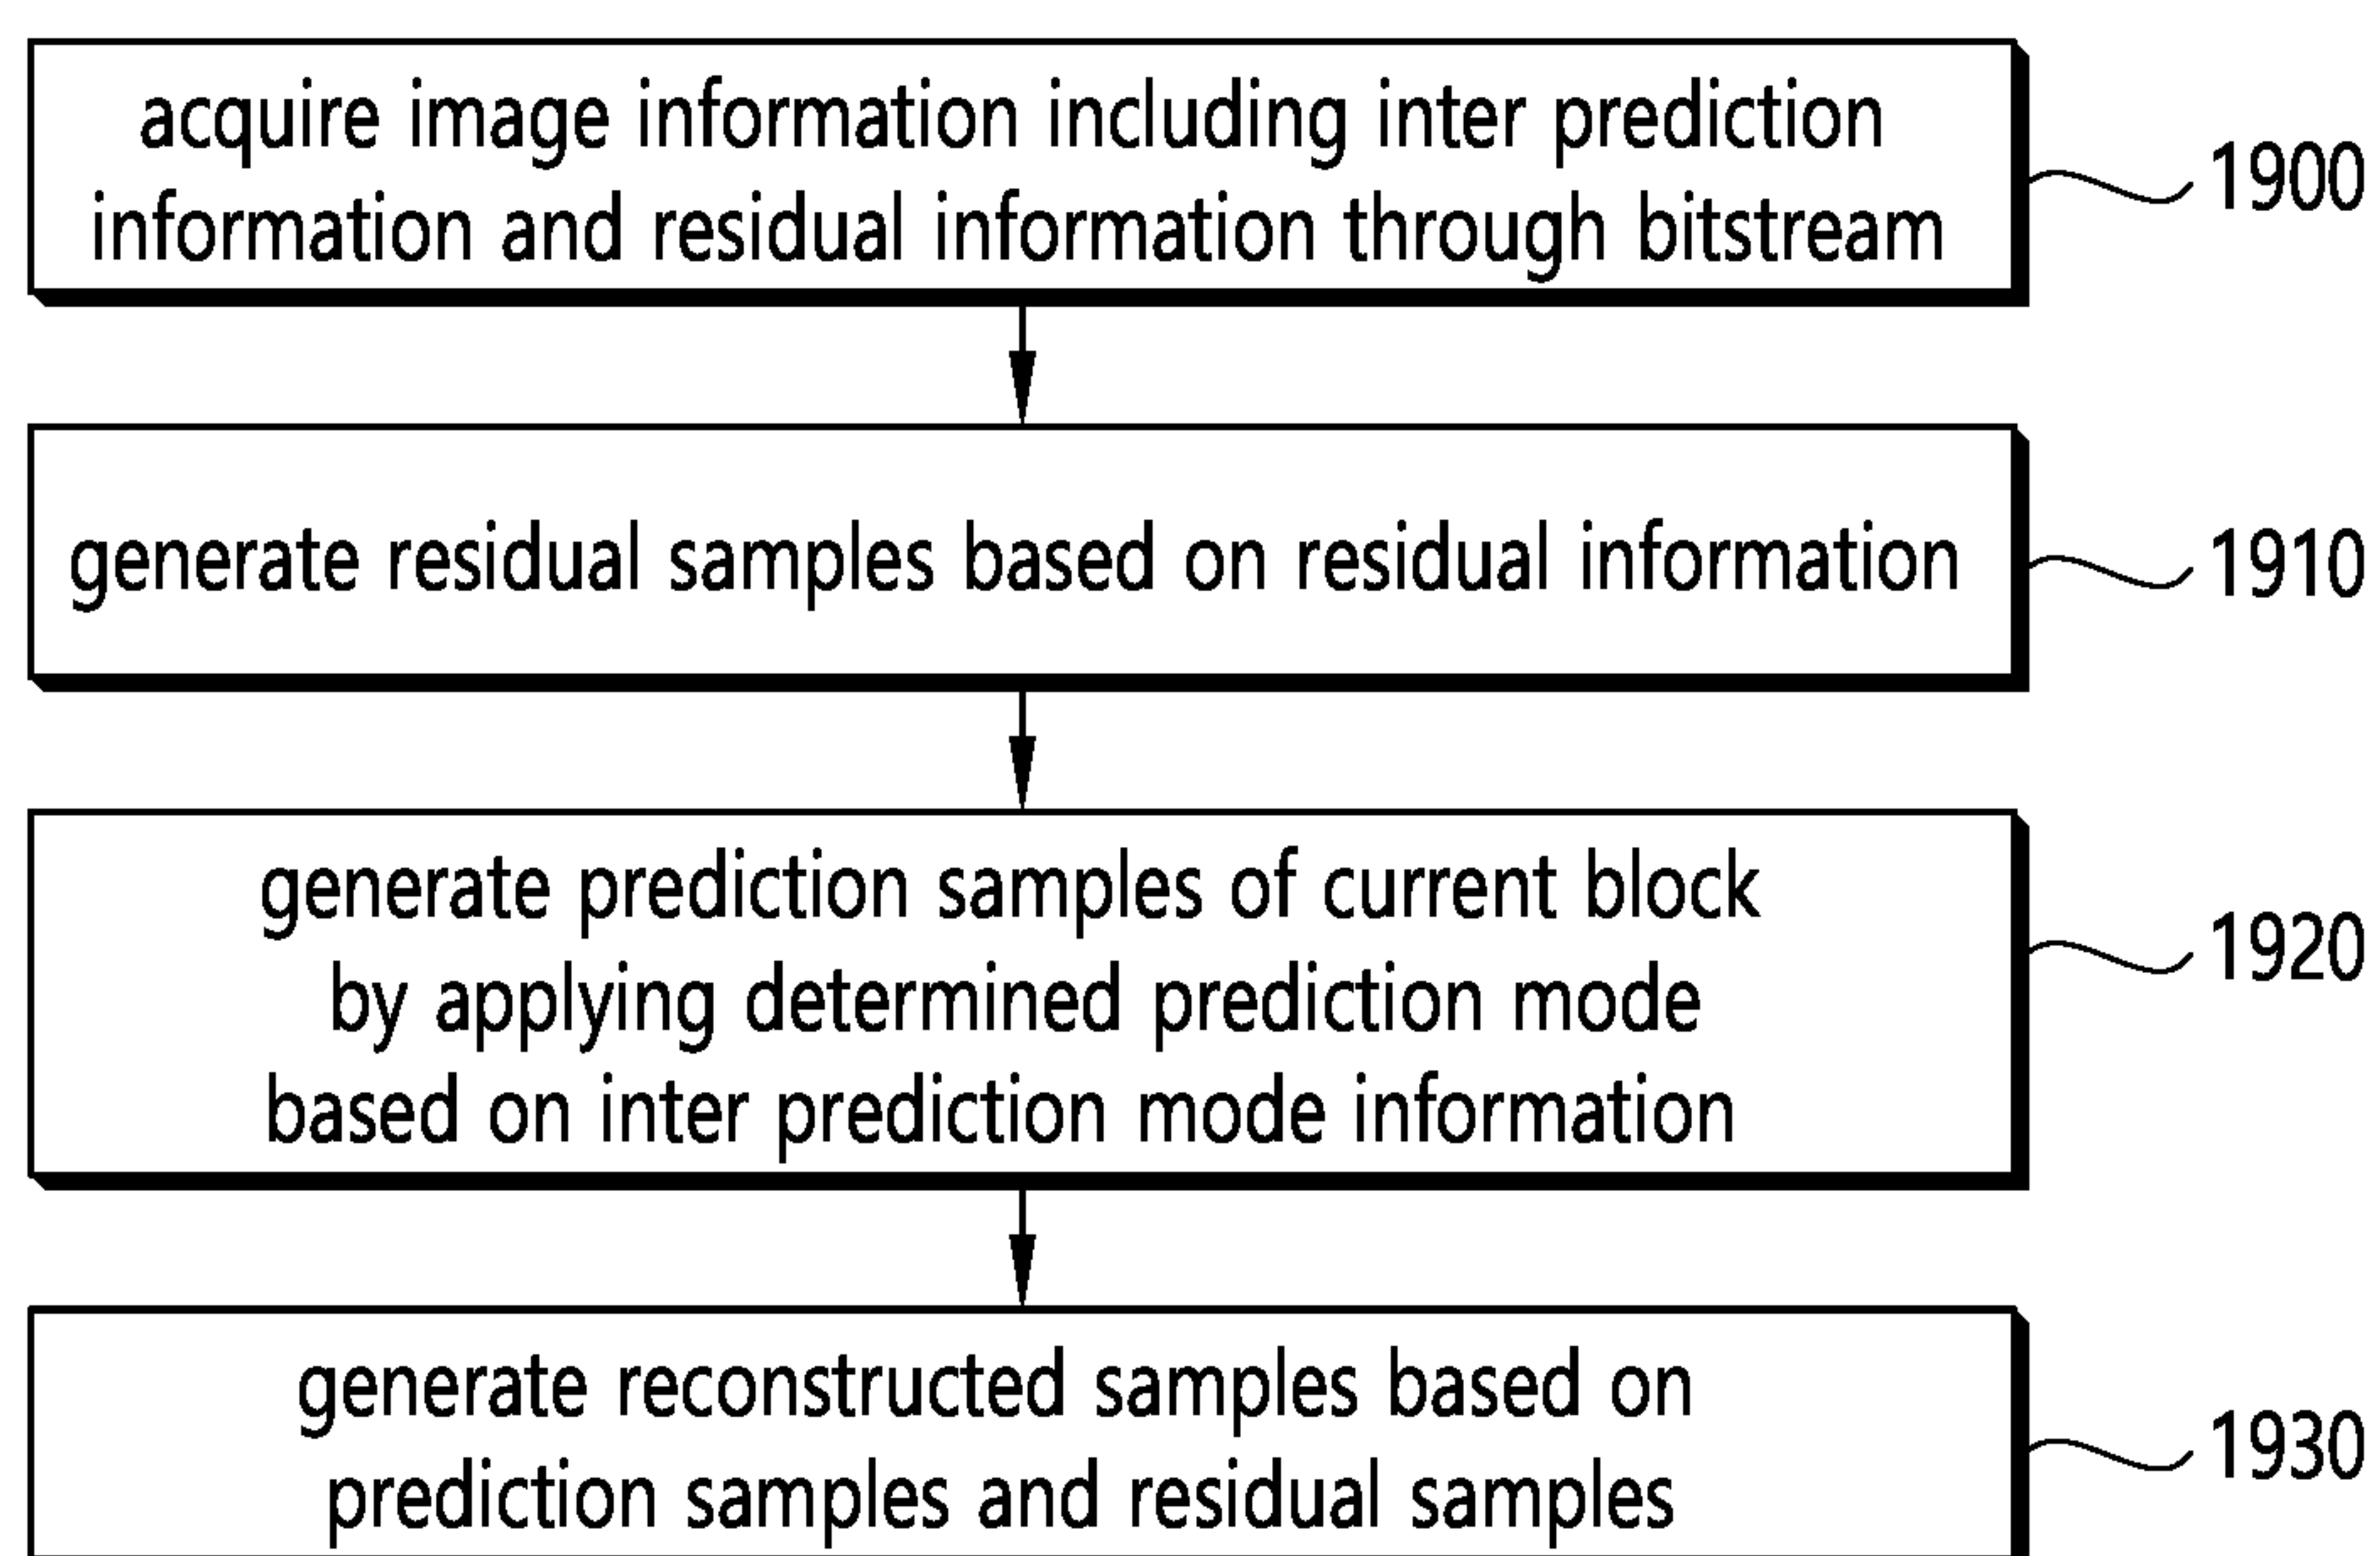 acquire image information including inter prediction
information and residual information through bitstream
1900
generate residual samples based on residual information
1910
generate prediction samples of current block
by applying determined prediction mode
based on inter prediction mode information
1920
generate reconstructed samples based on
prediction samples and residual samples
1930